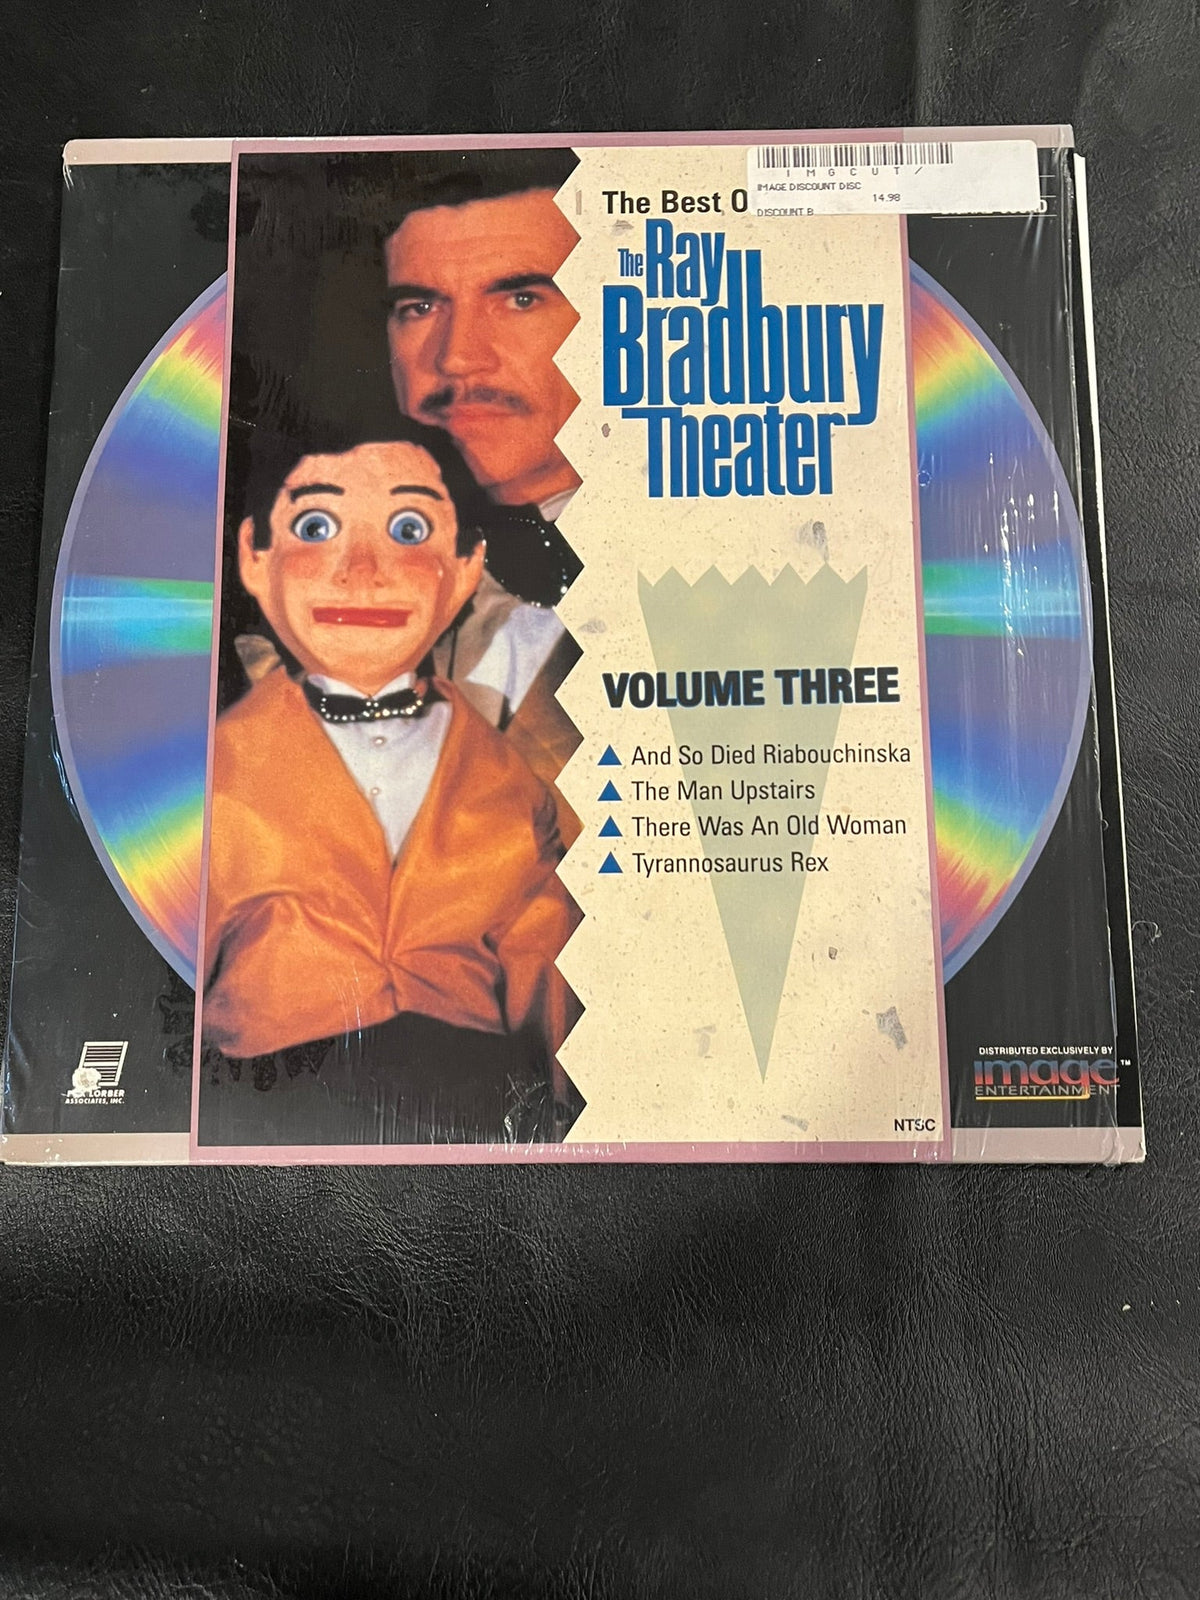 IMGCUT/
IMAGE DISCOUNT DISC
14.98
DISCOUNT B
The Best O
The Ray
Bradbury
Theater
VOLUME THREE
And So Died Riabouchinska
The Man Upstairs
There Was An Old Woman
Tyrannosaurus Rex
LORBER
ASSOCIATES, INC.
DISTRIBUTED EXCLUSIVELY BY
image™
ENTERTAINMENT
NTSC